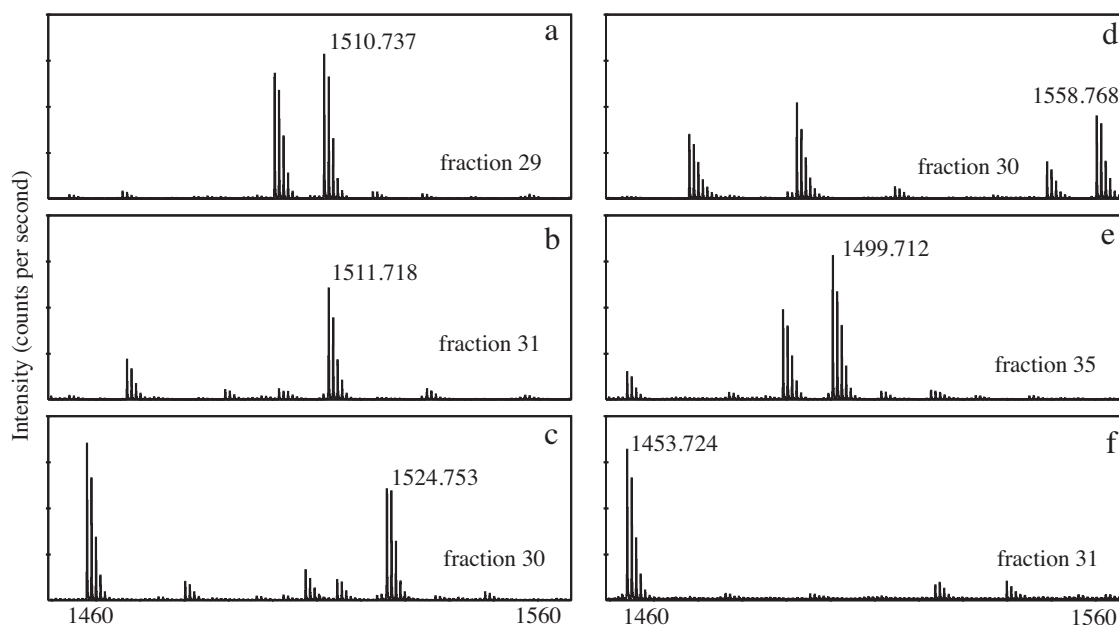 Intensity (counts per second)
a
1510.737
fraction 29
b
1511.718
fraction 31
c
1524.753
fraction 30
1460
1560
d
1558.768
fraction 30
e
1499.712
fraction 35
f
1453.724
fraction 31
1460
1560